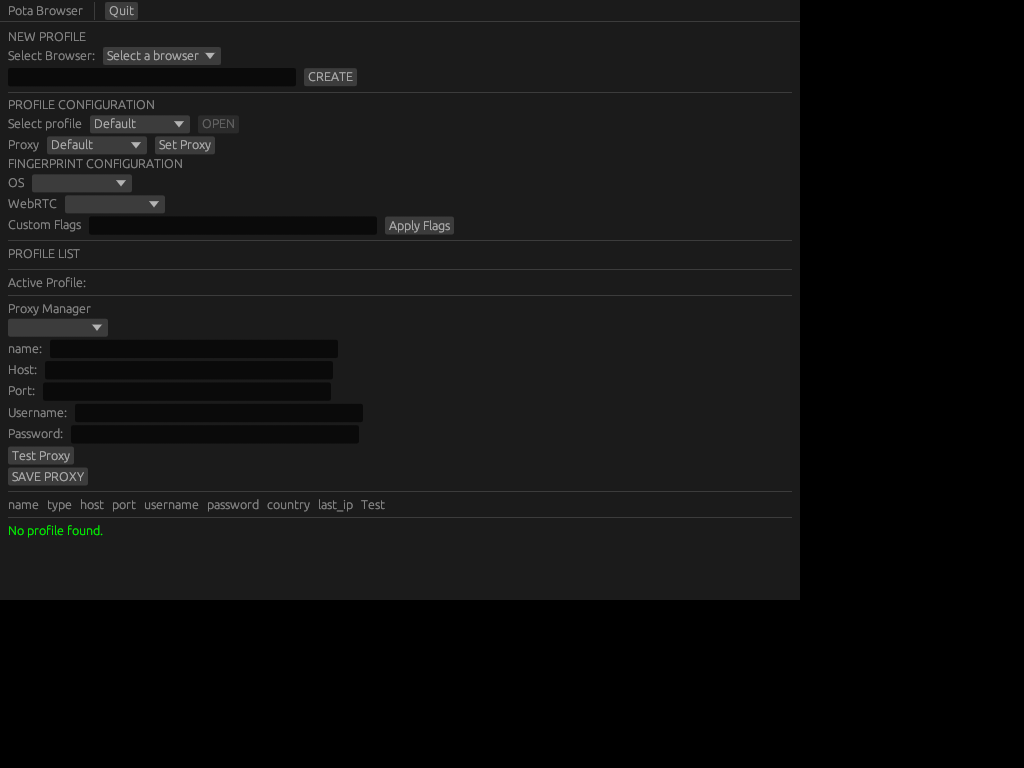 Pota Browser Quit
NEW PROFILE
Select Browser: Select a browser
CREATE
PROFILE CONFIGURATION
Select profile Default OPEN
Proxy Default Set Proxy
FINGERPRINT CONFIGURATION
OS
WebRTC
Custom Flags Apply Flags
PROFILE LIST
Active Profile:
Proxy Manager
name:
Host:
Port:
Username:
Password:
Test Proxy
SAVE PROXY
name type host port username password country last_ip Test
No profile found.